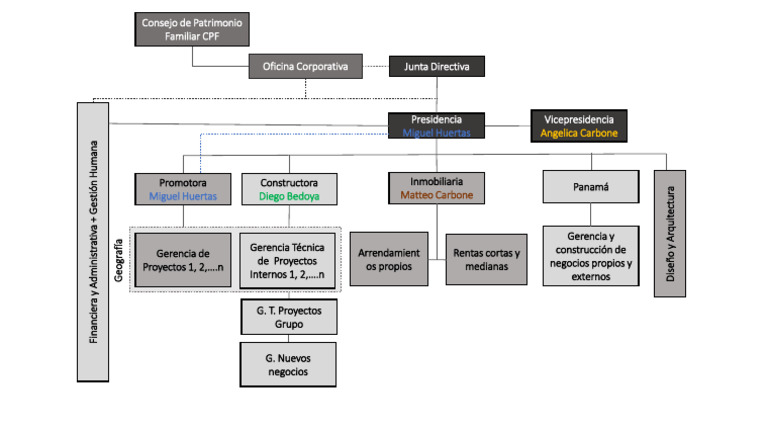 Consejo de Patrimonio
Familiar CPF
Oficina Corporativa
Junta Directiva
Presidencia
Miguel Huertas
Vicepresidencia
Angelica Carbone
Financiera y Administrativa + Gestión Humana
Promotora
Miguel Huertas
Constructora
Diego Bedoya
Inmobiliaria
Matteo Carbone
Panamá
Diseño y Arquitectura
Geografía
Gerencia de
Proyectos 1, 2,....n
Gerencia Técnica
de Proyectos
Internos 1, 2,....n
Arrendamient
os propios
Rentas cortas y
medianas
Gerencia y
construcción de
negocios propios y
externos
G. T. Proyectos
Grupo
G. Nuevos
negocios